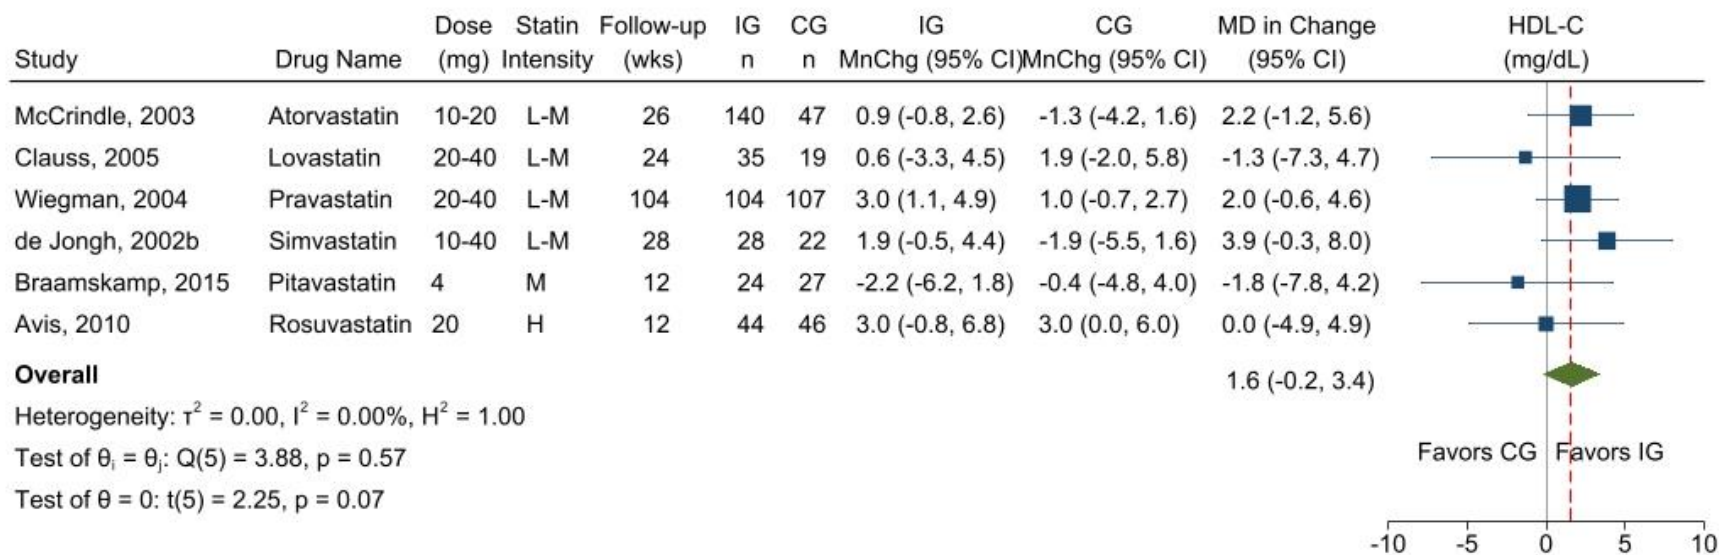 Dose Statin Follow-up IG CG IG CG MD in Change HDL-C
Study Drug Name (mg) Intensity (wks) n n MnChg (95% CI) MnChg (95% CI) (95% CI) (mg/dL)
McCrindle, 2003 Atorvastatin 10-20 L-M 26 140 47 0.9 (-0.8, 2.6) -1.3 (-4.2, 1.6) 2.2 (-1.2, 5.6)
Clauss, 2005 Lovastatin 20-40 L-M 24 35 19 0.6 (-3.3, 4.5) 1.9 (-2.0, 5.8) -1.3 (-7.3, 4.7)
Wiegman, 2004 Pravastatin 20-40 L-M 104 104 107 3.0 (1.1, 4.9) 1.0 (-0.7, 2.7) 2.0 (-0.6, 4.6)
de Jongh, 2002b Simvastatin 10-40 L-M 28 28 22 1.9 (-0.5, 4.4) -1.9 (-5.5, 1.6) 3.9 (-0.3, 8.0)
Braamskamp, 2015 Pitavastatin 4 M 12 24 27 -2.2 (-6.2, 1.8) -0.4 (-4.8, 4.0) -1.8 (-7.8, 4.2)
Avis, 2010 Rosuvastatin 20 H 12 44 46 3.0 (-0.8, 6.8) 3.0 (0.0, 6.0) 0.0 (-4.9, 4.9)
Overall 1.6 (-0.2, 3.4)
Heterogeneity: τ² = 0.00, I² = 0.00%, H² = 1.00
Test of θᵢ = θⱼ: Q(5) = 3.88, p = 0.57 Favors CG Favors IG
Test of θ = 0: t(5) = 2.25, p = 0.07
-10 -5 0 5 10